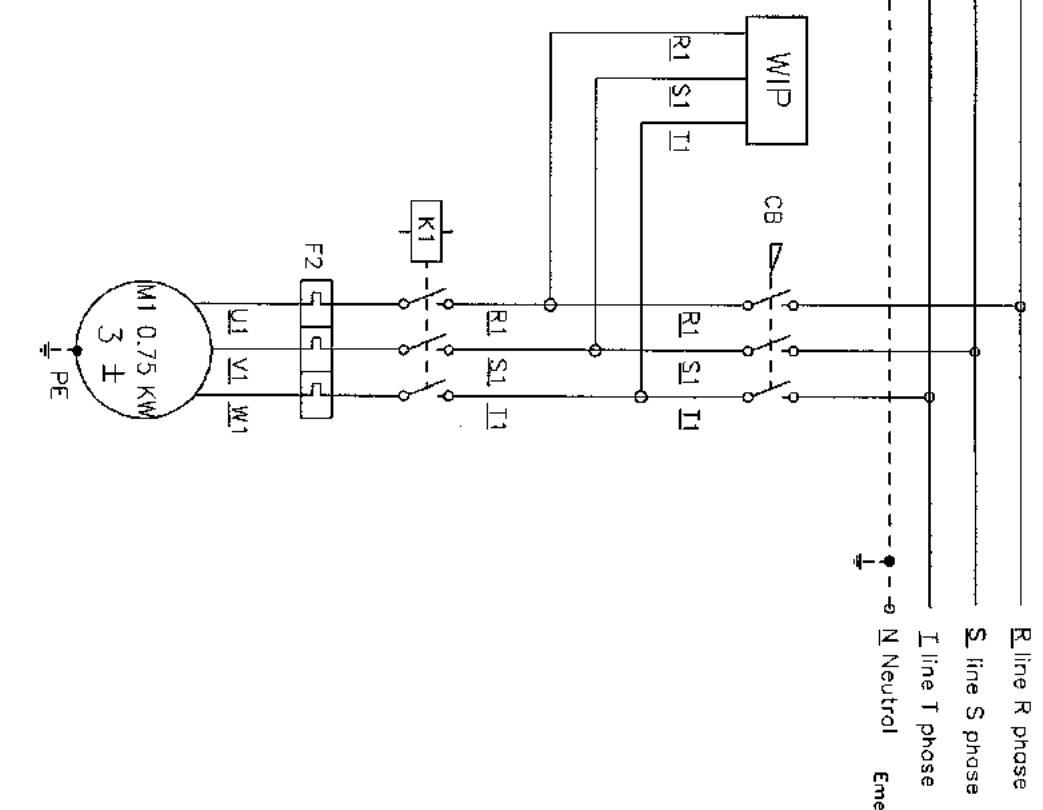 R line R phase
S line S phase
T line T phase
N Neutral
Eme
WIP
R1
S1
T1
CB
R1
S1
T1
K1
R1
S1
T1
F2
U1
V1
W1
M1 0.75 KW
3 ±
PE